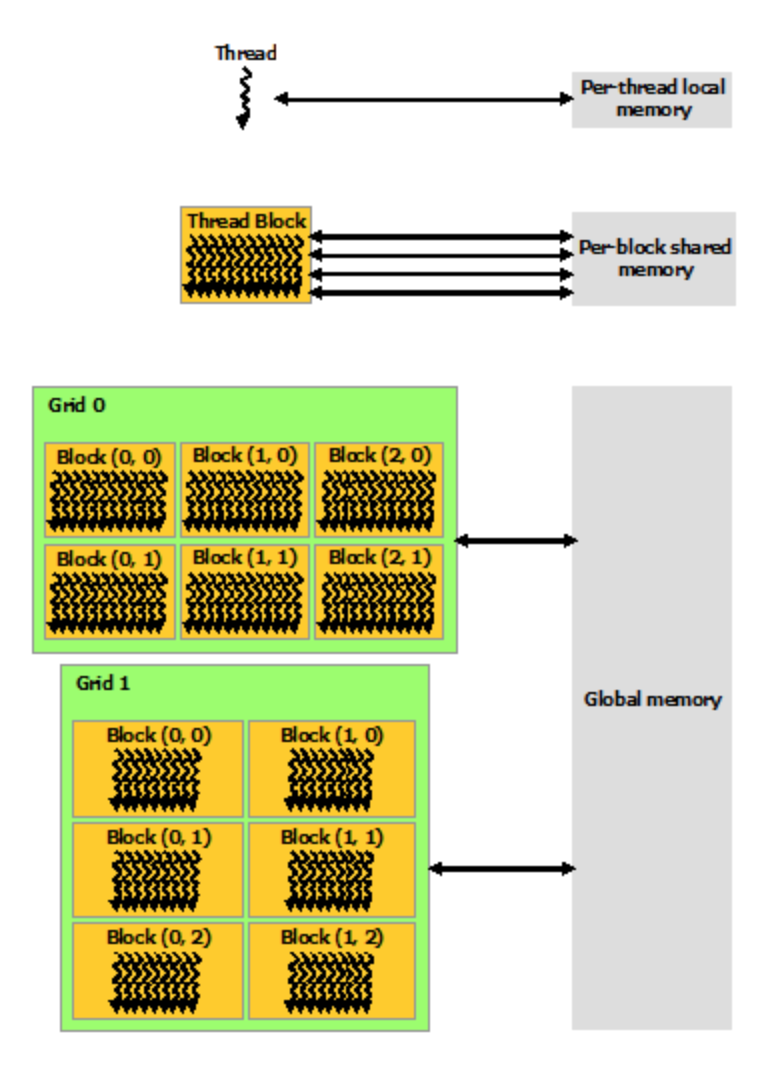 Thread
Per-thread local
memory
Thread Block
Per-block shared
memory
Grid 0
Block (0, 0)
Block (1, 0)
Block (2, 0)
Block (0, 1)
Block (1, 1)
Block (2, 1)
Global memory
Grid 1
Block (0, 0)
Block (1, 0)
Block (0, 1)
Block (1, 1)
Block (0, 2)
Block (1, 2)